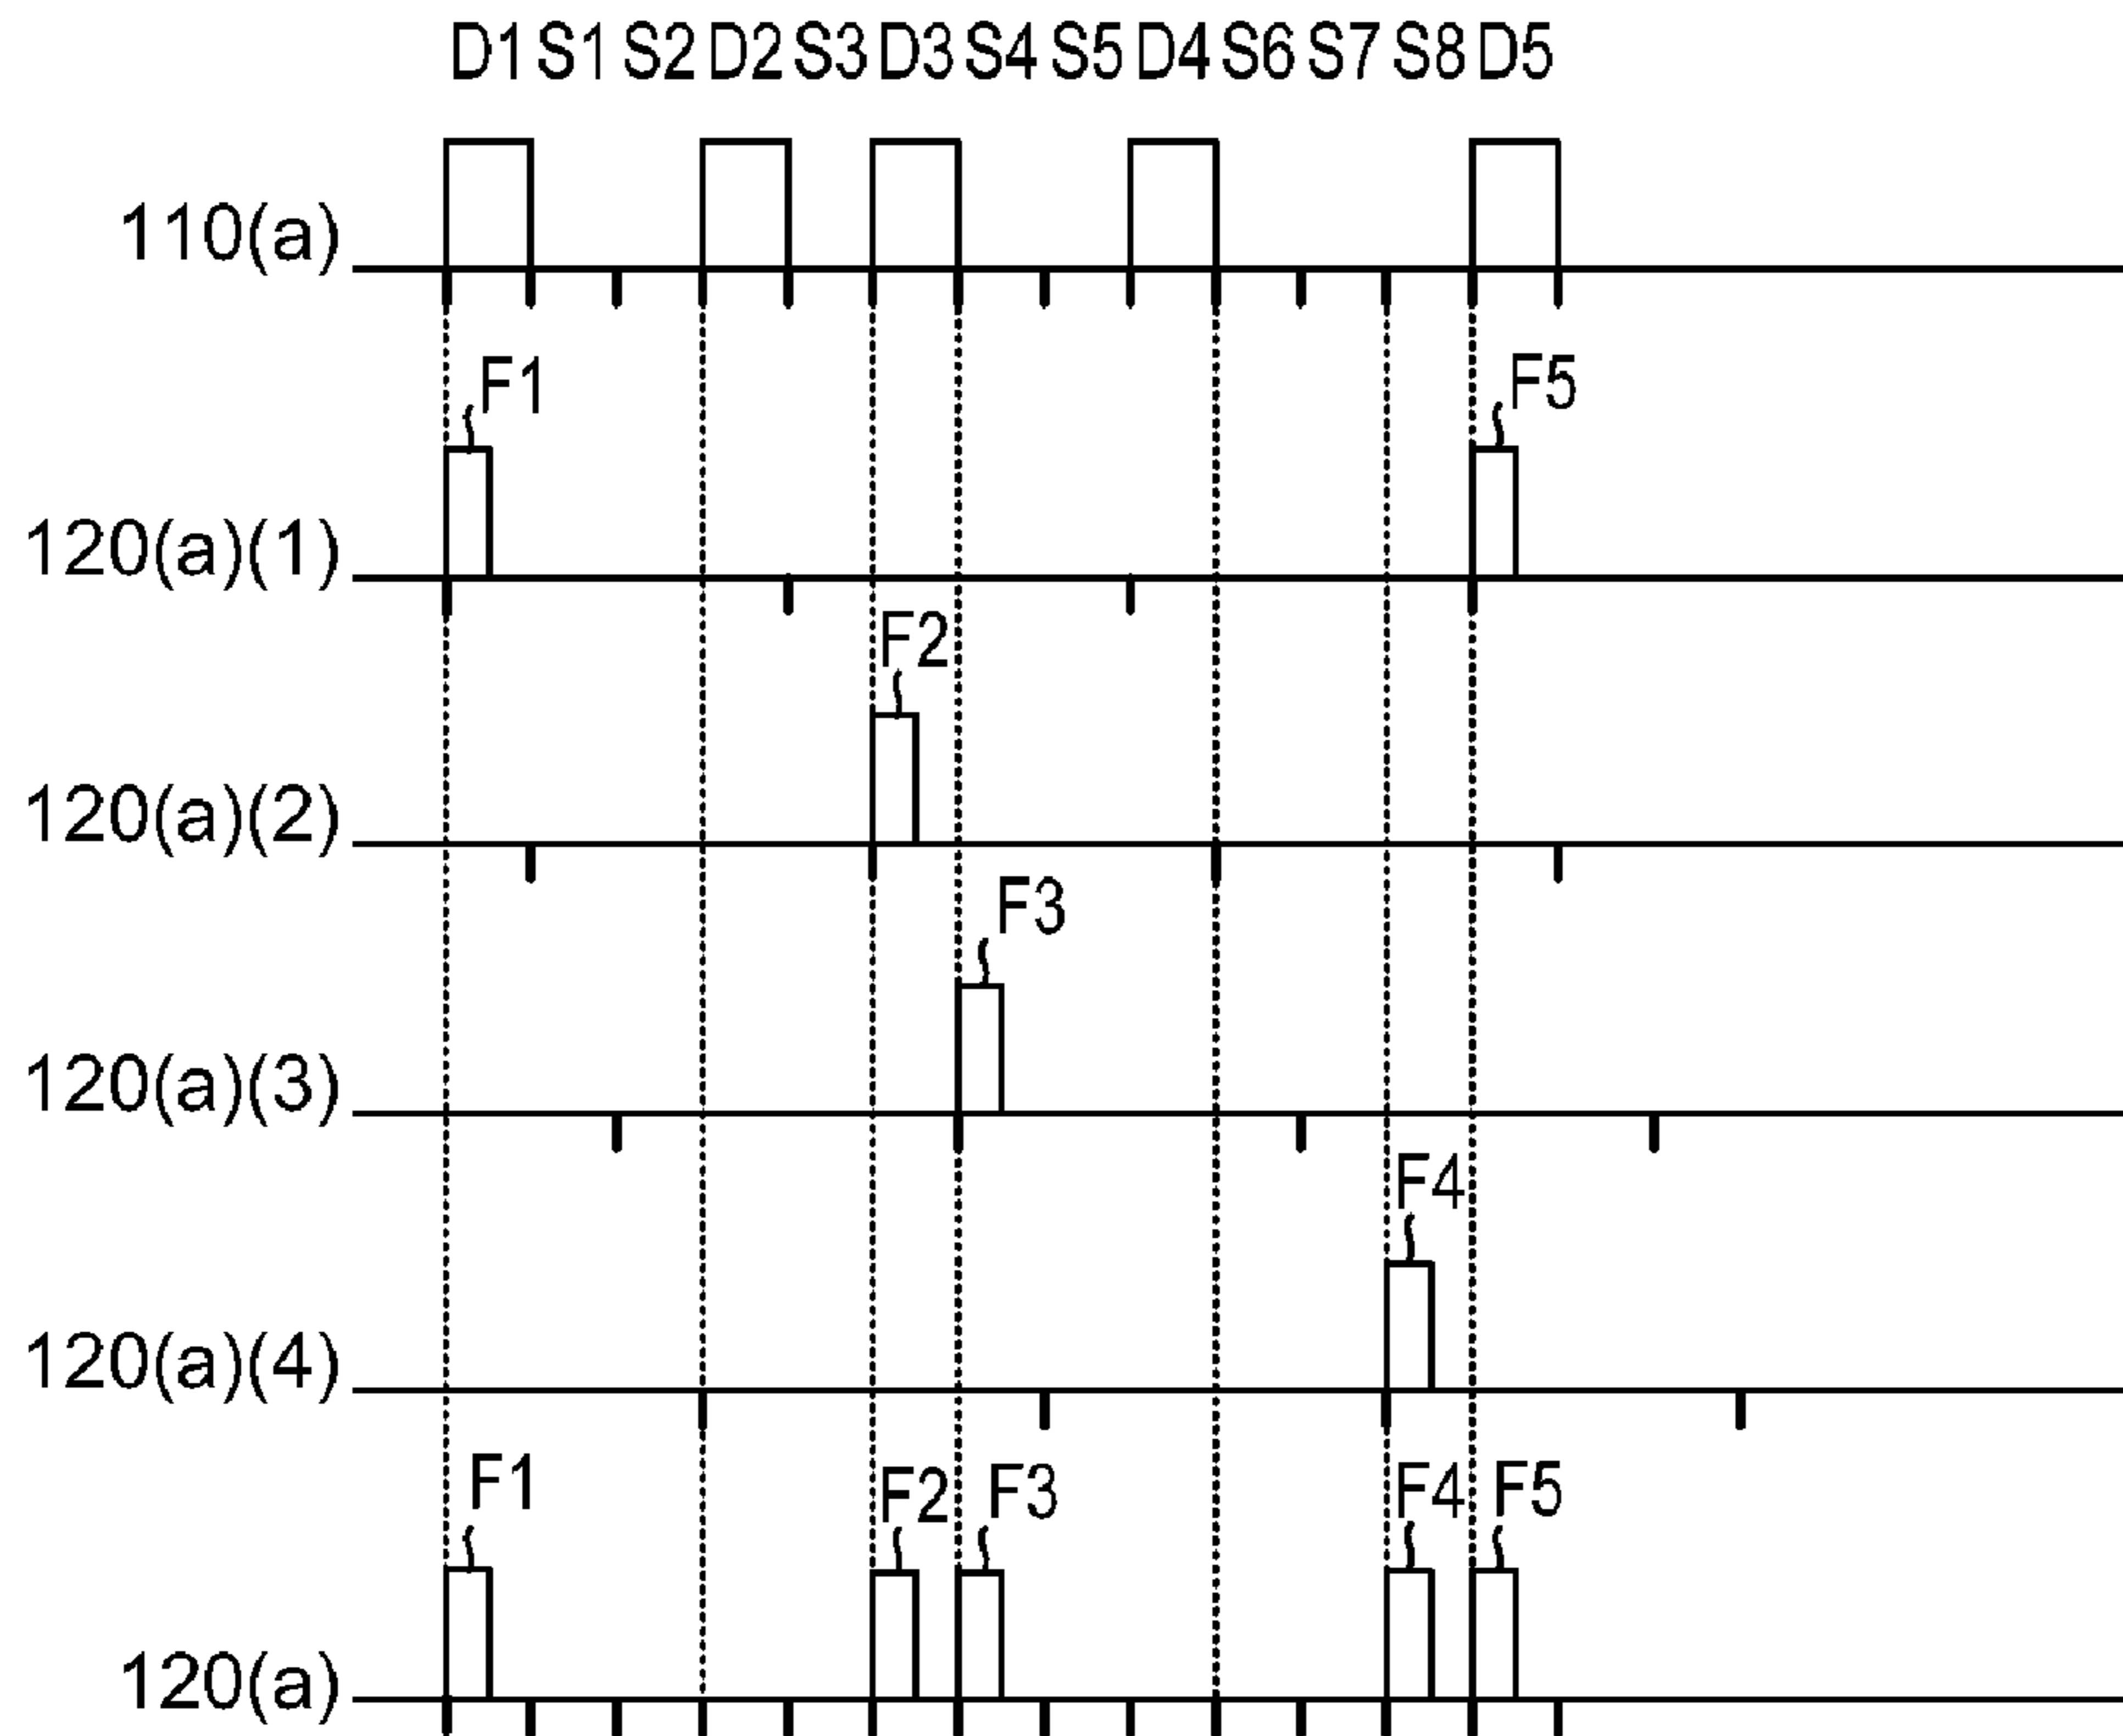 D1 S1 S2 D2 S3 D3 S4 S5 D4 S6 S7 S8 D5
110(a)
F1 F5
120(a)(1)
F2
120(a)(2)
F3
120(a)(3)
F4
120(a)(4)
F1 F2 F3 F4 F5
120(a)